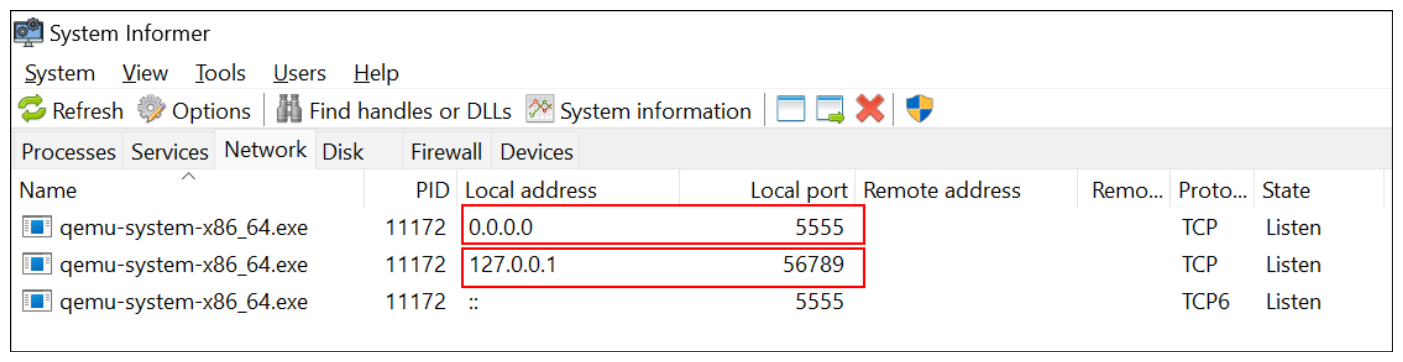 System Informer
System View Tools Users Help
Refresh Options Find handles or DLLs System information
Processes Services Network Disk Firewall Devices
Name PID Local address Local port Remote address Remo... Proto... State
qemu-system-x86_64.exe 11172 0.0.0.0 5555 TCP Listen
qemu-system-x86_64.exe 11172 127.0.0.1 56789 TCP Listen
qemu-system-x86_64.exe 11172 :: 5555 TCP6 Listen